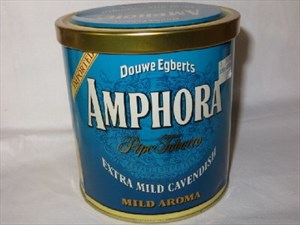 Douwe Egberts
AMPHORA
Pipe Tobacco
EXTRA MILD CAVENDISH
MILD AROMA